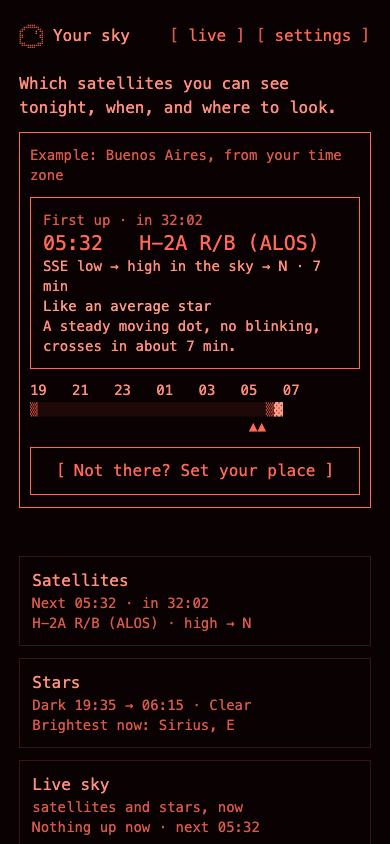 Your sky [ live ] [ settings ]
Which satellites you can see
tonight, when, and where to look.
Example: Buenos Aires, from your time
zone
First up · in 32:02
05:32 H-2A R/B (ALOS)
SSE low → high in the sky → N · 7
min
Like an average star
A steady moving dot, no blinking,
crosses in about 7 min.
19 21 23 01 03 05 07
▲▲
[ Not there? Set your place ]
Satellites
Next 05:32 · in 32:02
H-2A R/B (ALOS) · high → N
Stars
Dark 19:35 → 06:15 · Clear
Brightest now: Sirius, E
Live sky
satellites and stars, now
Nothing up now · next 05:32